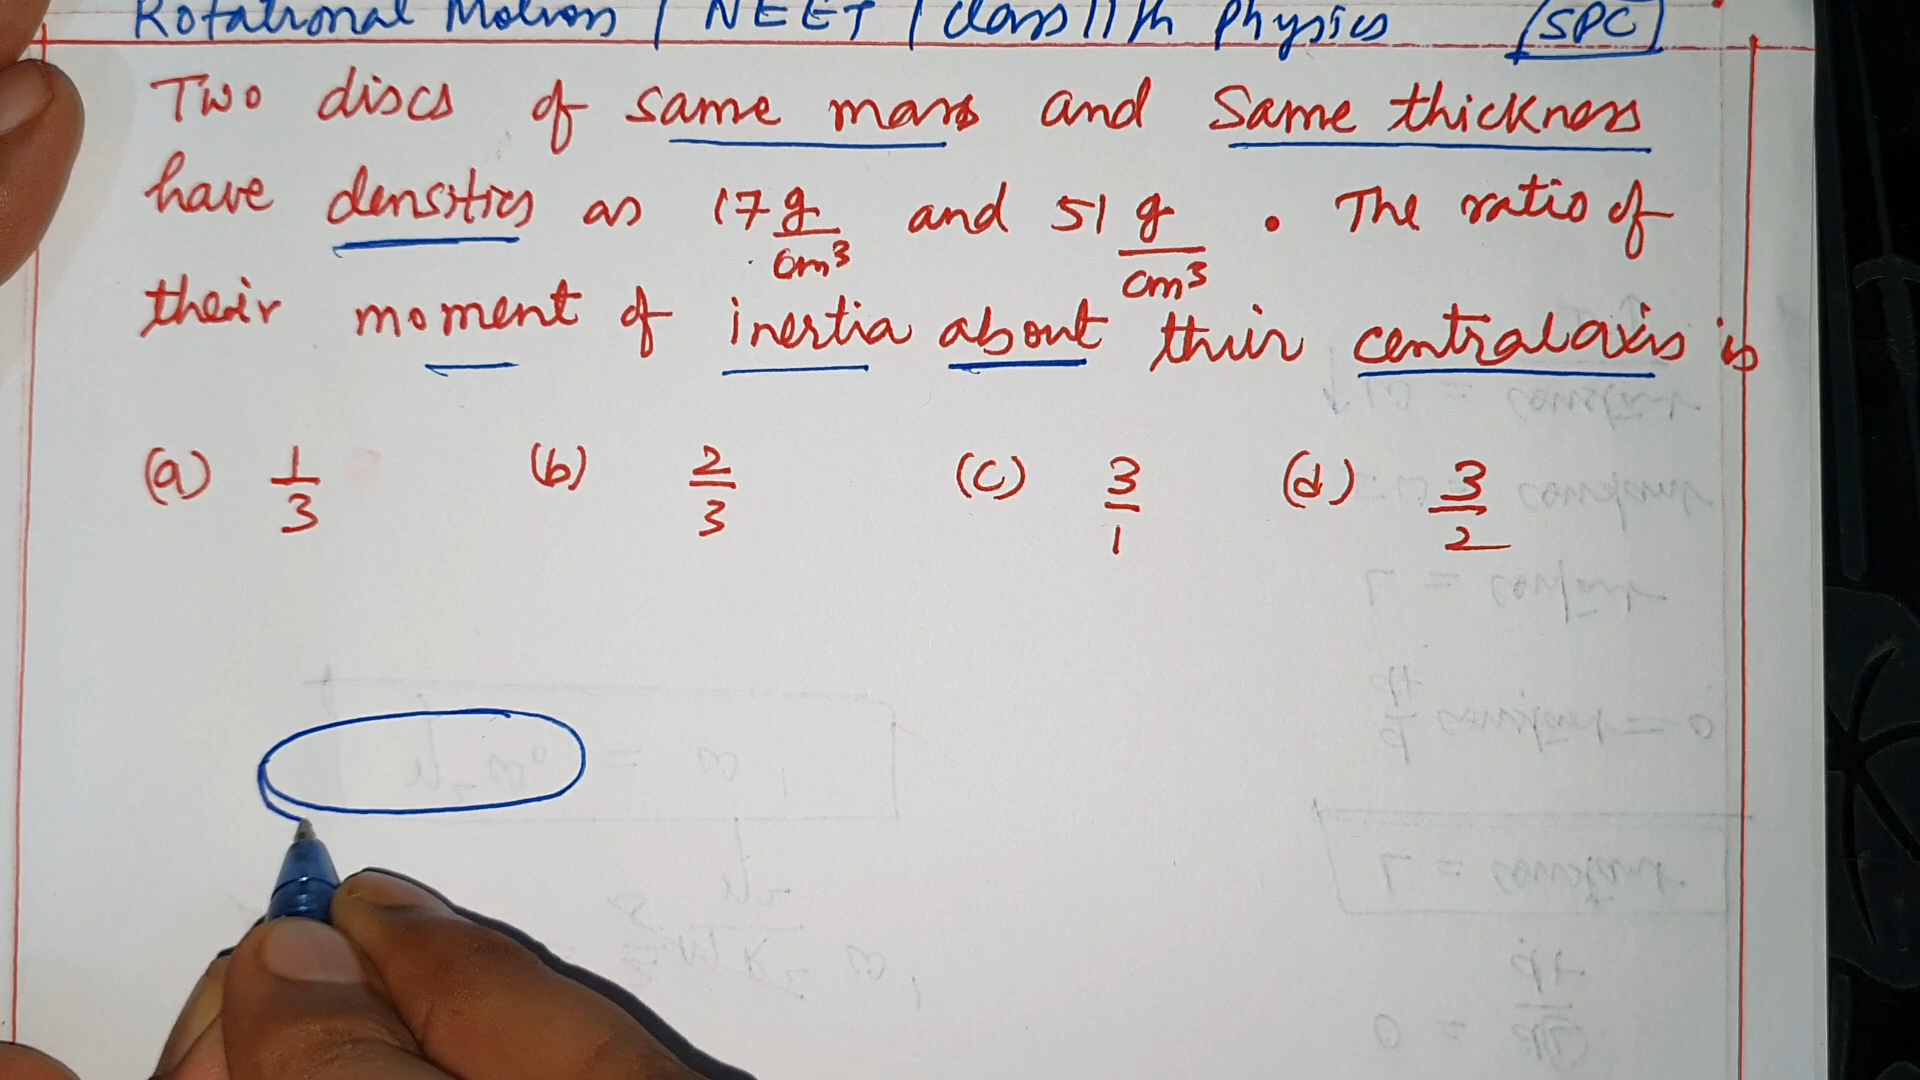 Rotational Motion / NEET / Class 11th Physics [SPC]
Two discs of same mass and Same thickness
have densities as 17 g/cm³ and 51 g/cm³ . The ratio of
their moment of inertia about their central axis is
(a) 1/3 (b) 2/3 (c) 3/1 (d) 3/2